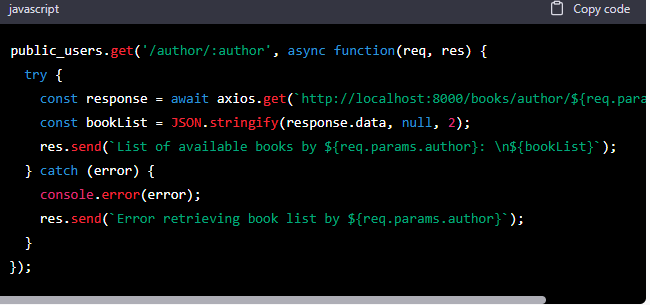 javascript
Copy code
public_users.get('/author/:author', async function(req, res) {
  try {
    const response = await axios.get(`http://localhost:8000/books/author/${req.para
    const bookList = JSON.stringify(response.data, null, 2);
    res.send(`List of available books by ${req.params.author}: \n${bookList}`);
  } catch (error) {
    console.error(error);
    res.send(`Error retrieving book list by ${req.params.author}`);
  }
});